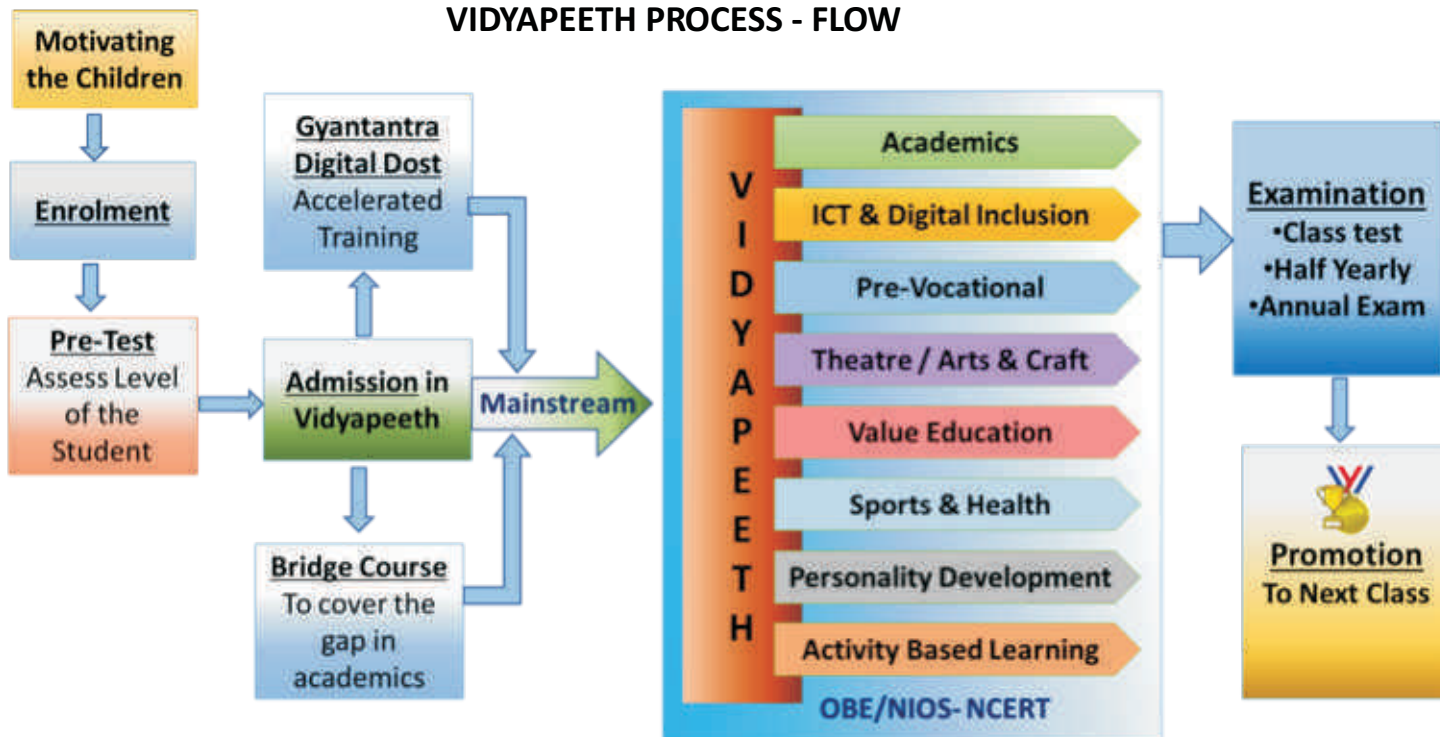 VIDYAPEETH PROCESS - FLOW
Motivating
the Children
Enrolment
Pre-Test
Assess Level
of the
Student
Gyantantra
Digital Dost
Accelerated
Training
Admission in
Vidyapeeth
Bridge Course
To cover the
gap in
academics
Mainstream
VIDYAPEETH
Academics
ICT & Digital Inclusion
Pre-Vocational
Theatre / Arts & Craft
Value Education
Sports & Health
Personality Development
Activity Based Learning
OBE/NIOS- NCERT
Examination
•Class test
•Half Yearly
•Annual Exam
Promotion
To Next Class